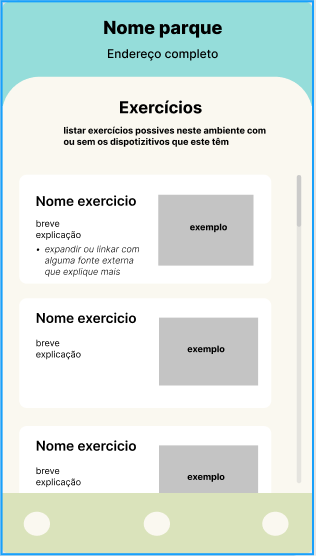 Nome parque
Endereço completo
Exercícios
listar exercícios possives neste ambiente com
ou sem os dispotizitivos que este têm
Nome exercicio
breve
explicação
• expandir ou linkar com
alguma fonte externa
que explique mais
exemplo
Nome exercicio
breve
explicação
exemplo
Nome exercicio
breve
explicação
exemplo